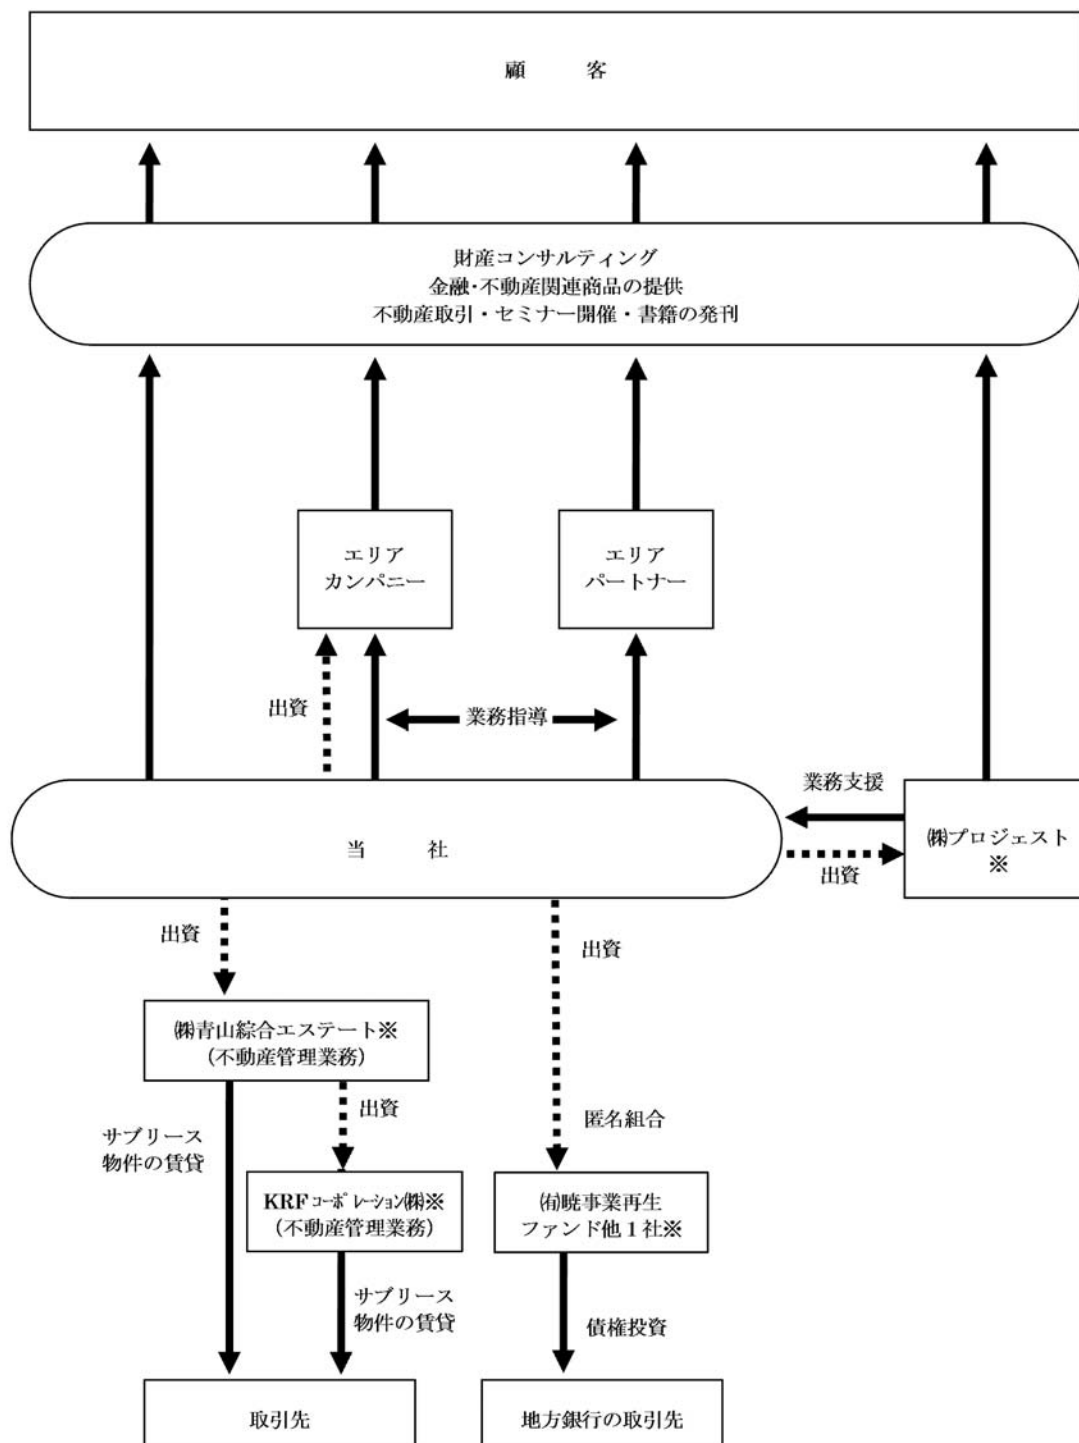 顧 客
財産コンサルティング
金融・不動産関連商品の提供
不動産取引・セミナー開催・書籍の発刊
エリア
カンパニー
エリア
パートナー
出資
業務指導
業務支援
当 社
㈱プロジェスト
※
出資
出資
出資
㈱青山綜合エステート※
(不動産管理業務)
出資
匿名組合
サブリース
物件の賃貸
KRFコーポレーション㈱※
(不動産管理業務)
㈲暁事業再生
ファンド他1社※
サブリース
物件の賃貸
債権投資
取引先
地方銀行の取引先